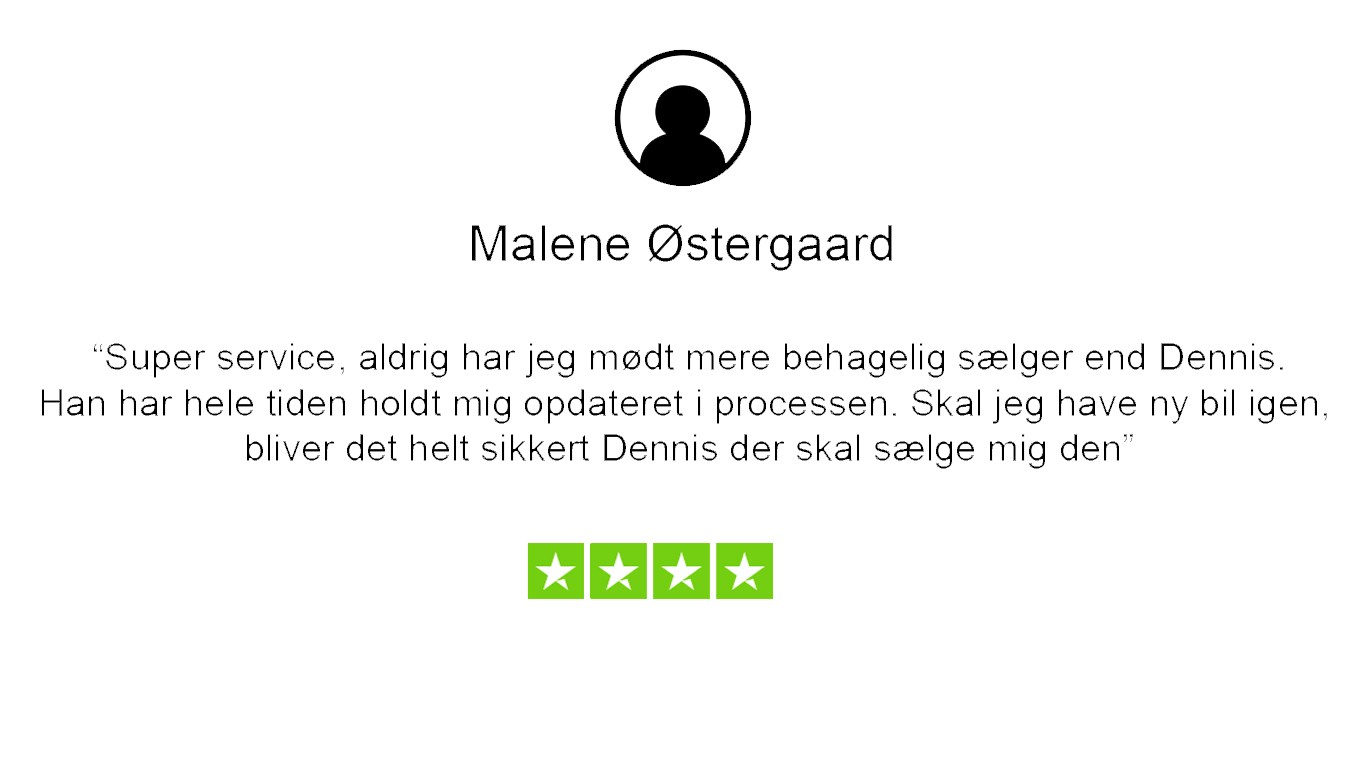 Malene Østergaard
“Super service, aldrig har jeg mødt mere behagelig sælger end Dennis.
Han har hele tiden holdt mig opdateret i processen. Skal jeg have ny bil igen,
bliver det helt sikkert Dennis der skal sælge mig den”